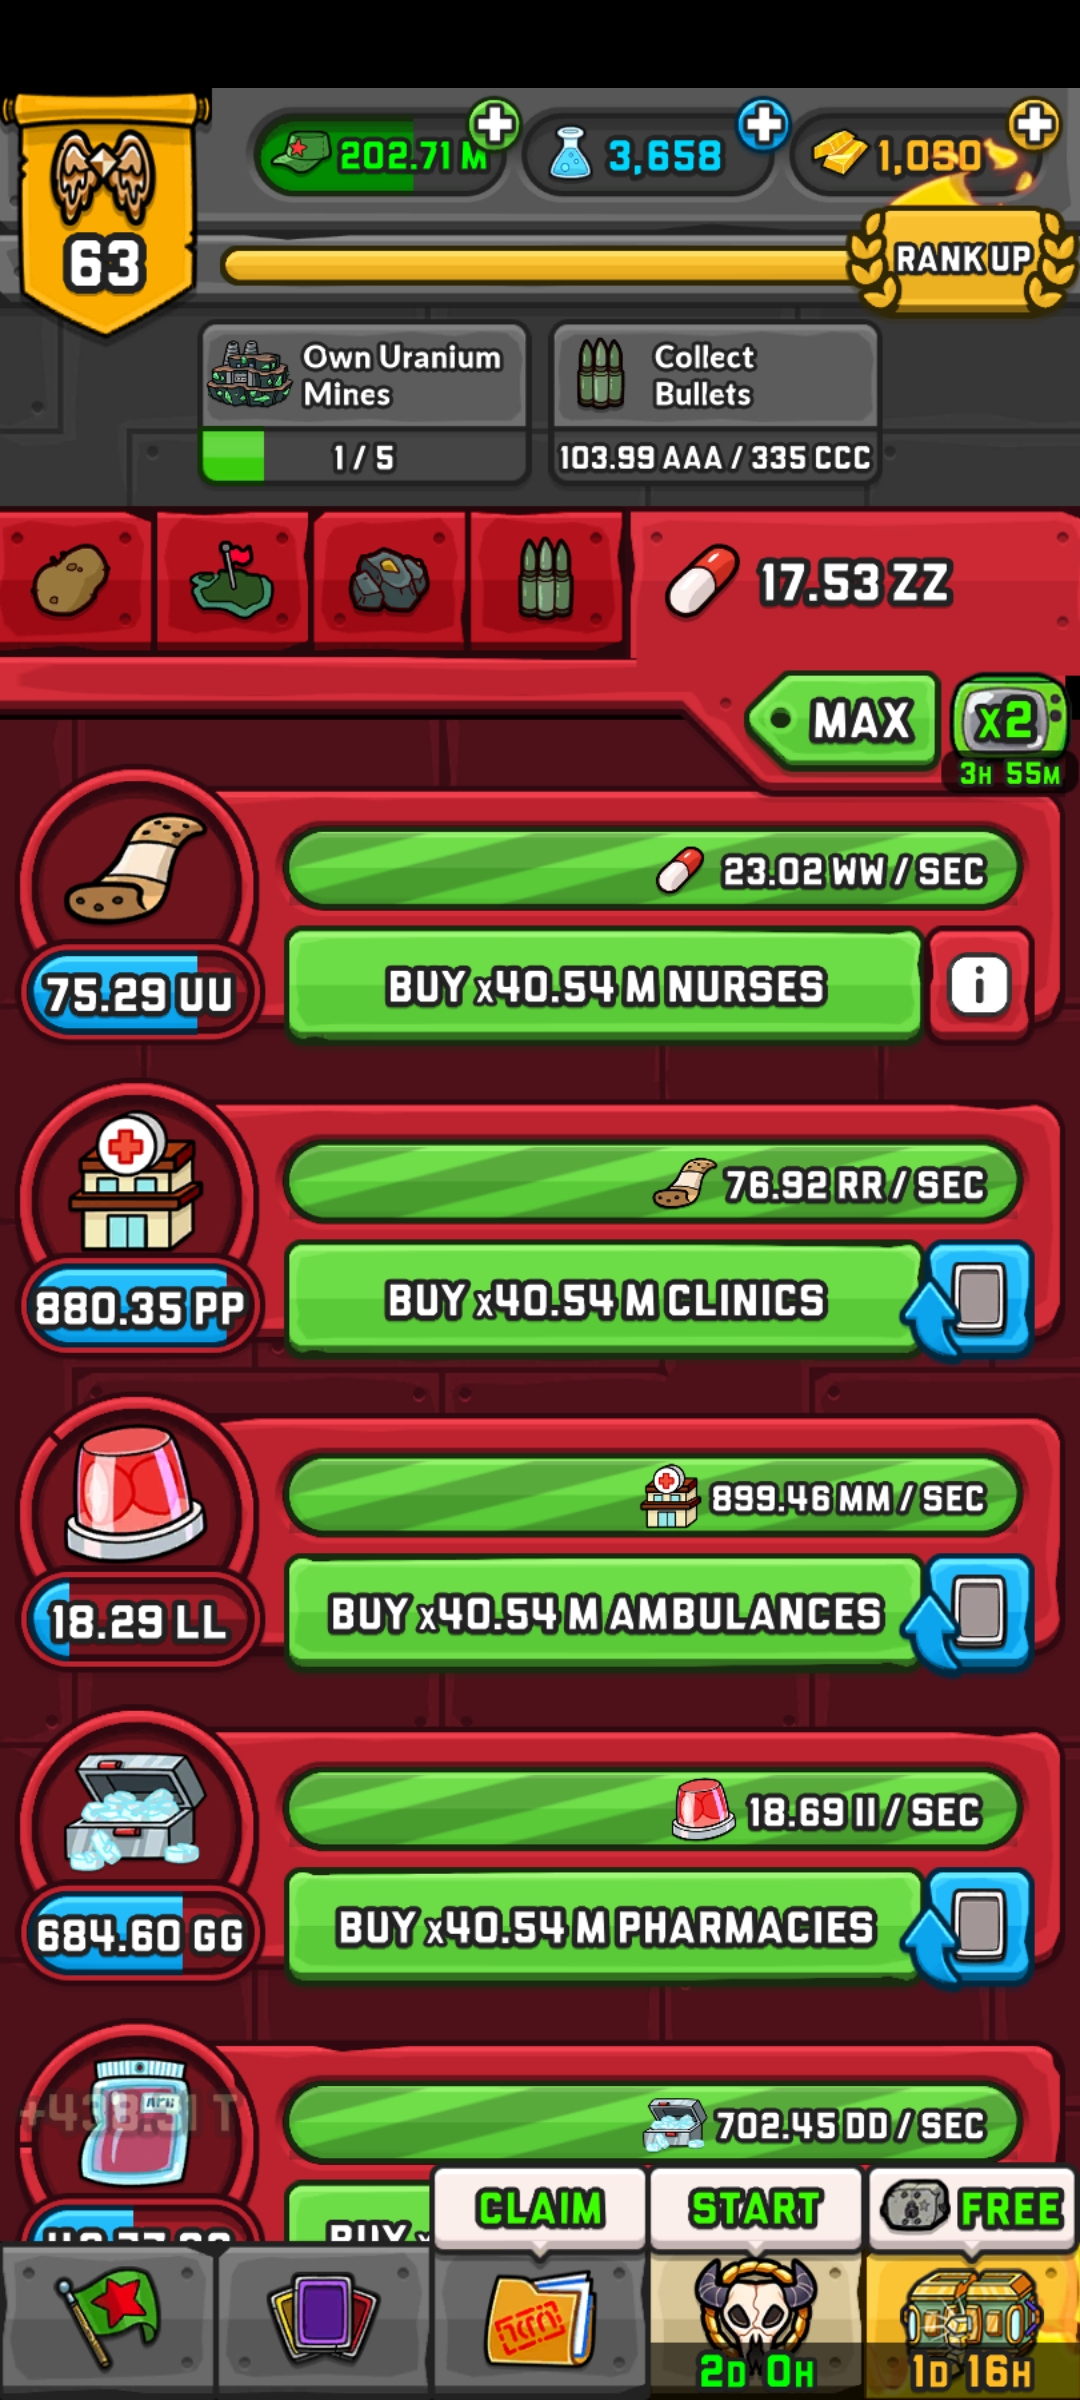 202.71 M
3,658
63
RANK UP
Own Uranium
Mines
Collect
Bullets
1 / 5
103.99 AAA / 335 CCC
17.53 ZZ
MAX
x2
3H 55M
23.02 WW / SEC
75.29 UU
BUY x40.54 M NURSES
i
76.92 RR / SEC
880.35 PP
BUY x40.54 M CLINICS
899.46 MM / SEC
18.29 LL
BUY x40.54 M AMBULANCES
18.69 II / SEC
684.60 GG
BUY x40.54 M PHARMACIES
702.45 DD / SEC
BUY x
CLAIM
START
FREE
2D 0H
1D 16H